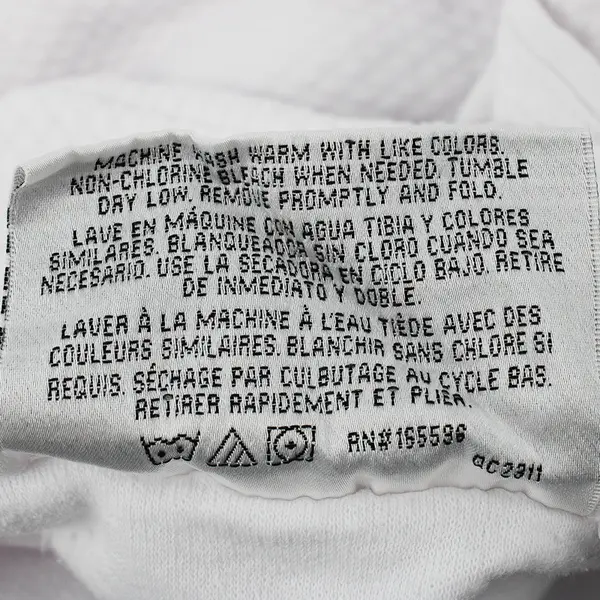 MACHINE WASH WARM WITH LIKE COLORS.
NON-CHLORINE BLEACH WHEN NEEDED. TUMBLE
DRY LOW. REMOVE PROMPTLY AND FOLD.
LAVE EN MÁQUINE CON AGUA TIBIA Y COLORES
SIMILARES. BLANQUEADOR SIN CLORO CUANDO SEA
NECESARIO. USE LA SECADORA EN CICLO BAJO. RETIRE
DE INMEDIATO Y DOBLE.
LAVER À LA MACHINE À L'EAU TIÈDE AVEC DES
COULEURS SIMILAIRES. BLANCHIR SANS CHLORE SI
REQUIS. SÉCHAGE PAR CULBUTAGE AU CYCLE BAS.
RETIRER RAPIDEMENT ET PLIER.
RN#165596
QC2911